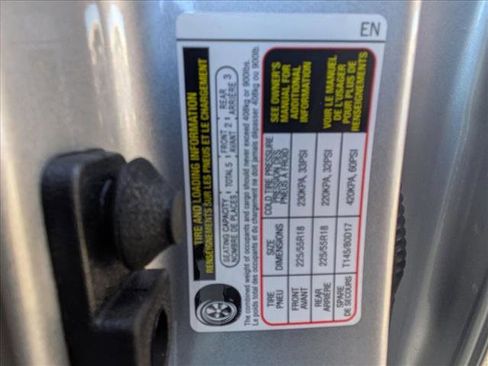 EN
TIRE AND LOADING INFORMATION
RENSEIGNEMENTS SUR LES PNEUS ET LE CHARGEMENT
SEATING CAPACITY
NOMBRE DE PLACES
TOTAL 5
FRONT 2
AVANT
REAR 3
ARRIÈRE
The combined weight of occupants and cargo should never exceed 408kg or 900lbs.
Le poids total des occupants et du chargement ne doit jamais dépasser 408kg ou 900lb.
TIRE
PNEU
SIZE
DIMENSIONS
COLD TIRE PRESSURE
PRESSION DES
PNEUS A FROID
FRONT
AVANT
225/55R18
230KPA, 33PSI
REAR
ARRIÈRE
225/55R18
220KPA, 32PSI
SPARE
DE SECOURS
T145/80D17
420KPA, 60PSI
SEE OWNER'S
MANUAL FOR
ADDITIONAL
INFORMATION
VOIR LE MANUEL
DE L'USAGER
POUR PLUS DE
RENSEIGNEMENTS